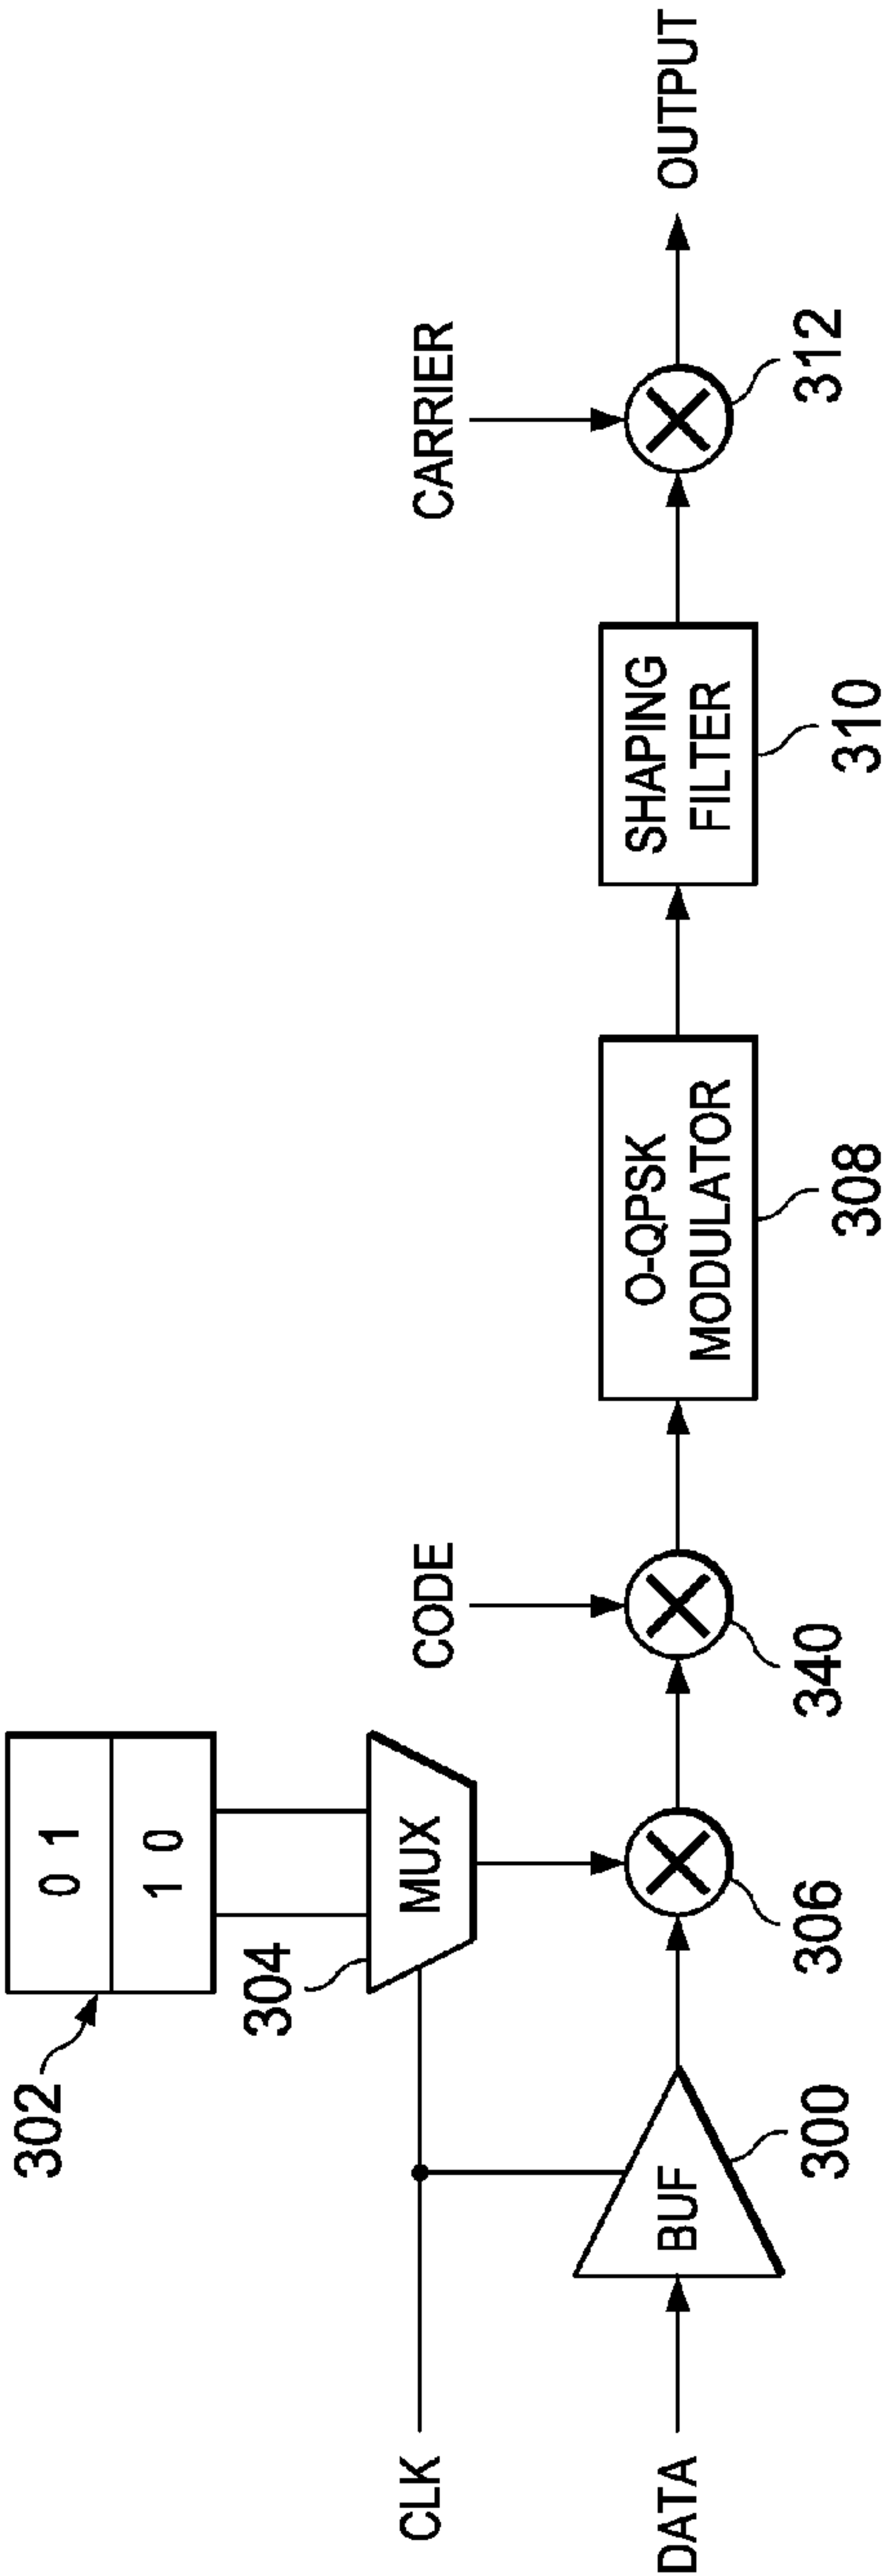 302
0 1
1 0
304
MUX
CLK
CODE
CARRIER
DATA
BUF
O-QPSK
MODULATOR
SHAPING
FILTER
OUTPUT
300
306
340
308
310
312